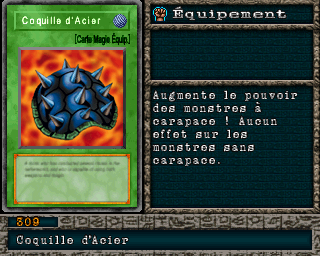 Coquille d'Acier
[Carte Magie Équip.]
Équipement
Augmente le pouvoir
des monstres à
carapace ! Aucun
effet sur les
monstres sans
carapace.
309
Coquille d'Acier